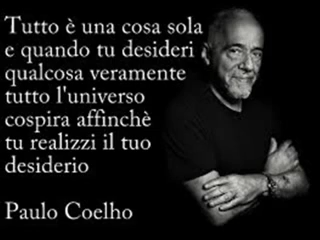 Tutto è una cosa sola
e quando tu desideri
qualcosa veramente
tutto l'universo
cospira affinchè
tu realizzi il tuo
desiderio
Paulo Coelho